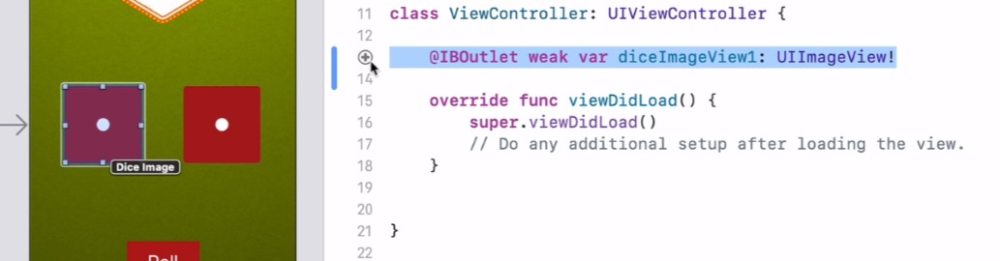 11 class ViewController: UIViewController {
12
@IBOutlet weak var diceImageView1: UIImageView!
14
15 override func viewDidLoad() {
16 super.viewDidLoad()
17 // Do any additional setup after loading the view.
18 }
19
20
21 }
22
Dice Image
Roll